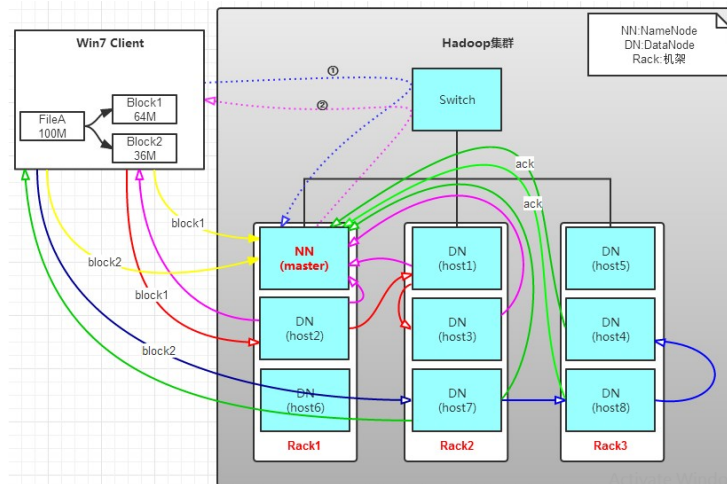 Win7 Client
FileA
100M
Block1
64M
Block2
36M
Hadoop集群
NN:NameNode
DN:DataNode
Rack:机架
①
②
Switch
ack
ack
block1
block2
block1
block2
NN
(master)
DN
(host2)
DN
(host6)
Rack1
DN
(host1)
DN
(host3)
DN
(host7)
Rack2
DN
(host5)
DN
(host4)
DN
(host8)
Rack3
Activate Wind